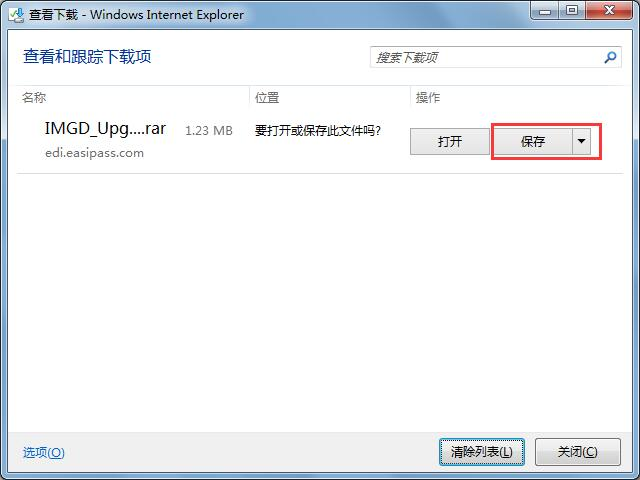 查看下载 - Windows Internet Explorer
查看和跟踪下载项
搜索下载项
名称 位置 操作
IMGD_Upg....rar 1.23 MB 要打开或保存此文件吗? 打开 保存
edi.easipass.com
选项(O) 清除列表(L) 关闭(C)